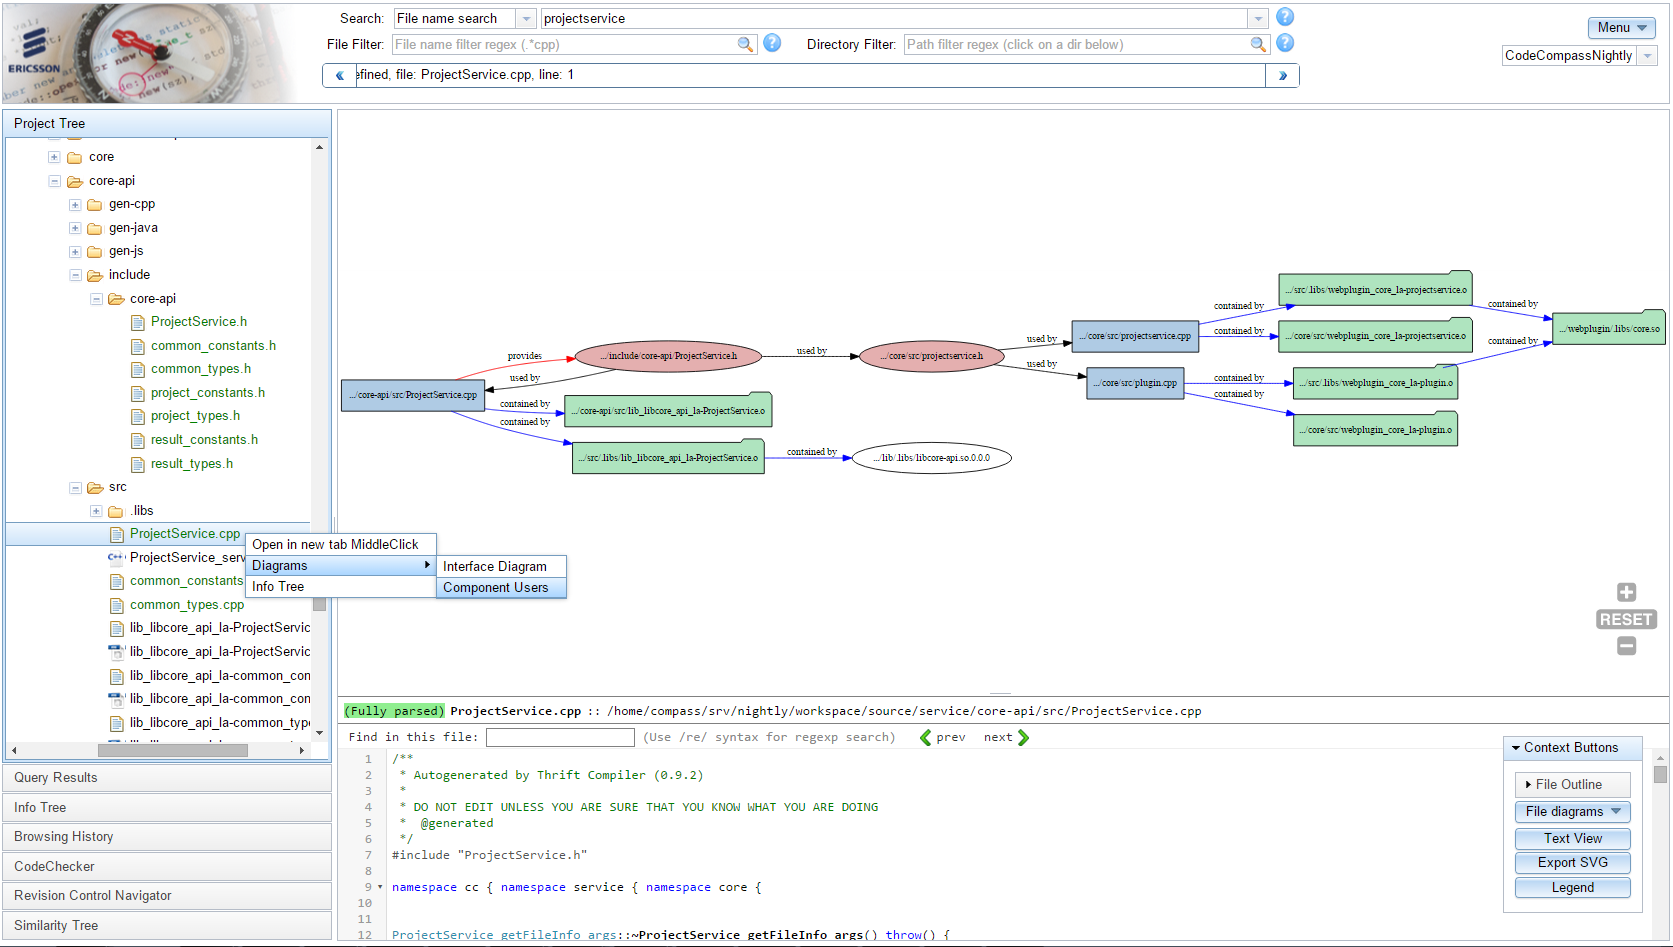 ERICSSON
Search: File name search projectservice
File Filter: File name filter regex (.*cpp) Directory Filter: Path filter regex (click on a dir below)
Menu
CodeCompassNightly
« efined, file: ProjectService.cpp, line: 1 »
Project Tree
core
core-api
gen-cpp
gen-java
gen-js
include
core-api
ProjectService.h
common_constants.h
common_types.h
project_constants.h
project_types.h
result_constants.h
result_types.h
src
.libs
ProjectService.cpp
ProjectService_serv
common_constants
common_types.cpp
lib_libcore_api_la-ProjectServic
lib_libcore_api_la-ProjectServic
lib_libcore_api_la-common_con
lib_libcore_api_la-common_con
lib_libcore_api_la-common_typ
Open in new tab MiddleClick
Diagrams
Info Tree
Interface Diagram
Component Users
Query Results
Info Tree
Browsing History
CodeChecker
Revision Control Navigator
Similarity Tree
.../core-api/src/ProjectService.cpp
provides
used by
contained by
contained by
.../include/core-api/ProjectService.h
.../core-api/src/lib_libcore_api_la-ProjectService.o
.../src/.libs/lib_libcore_api_la-ProjectService.o
used by
contained by
.../core/src/projectservice.h
.../lib/.libs/libcore-api.so.0.0.0
used by
used by
.../core/src/projectservice.cpp
.../core/src/plugin.cpp
contained by
contained by
contained by
contained by
.../src/.libs/webplugin_core_la-projectservice.o
.../core/src/webplugin_core_la-projectservice.o
.../src/.libs/webplugin_core_la-plugin.o
.../core/src/webplugin_core_la-plugin.o
contained by
contained by
.../webplugin/.libs/core.so
RESET
(Fully parsed) ProjectService.cpp :: /home/compass/srv/nightly/workspace/source/service/core-api/src/ProjectService.cpp
Find in this file: (Use /re/ syntax for regexp search) prev next
1 /**
2 * Autogenerated by Thrift Compiler (0.9.2)
3 *
4 * DO NOT EDIT UNLESS YOU ARE SURE THAT YOU KNOW WHAT YOU ARE DOING
5 * @generated
6 */
7 #include "ProjectService.h"
8
9 namespace cc { namespace service { namespace core {
10
11
12 ProjectService_getFileInfo_args::~ProjectService_getFileInfo_args() throw() {
Context Buttons
File Outline
File diagrams
Text View
Export SVG
Legend